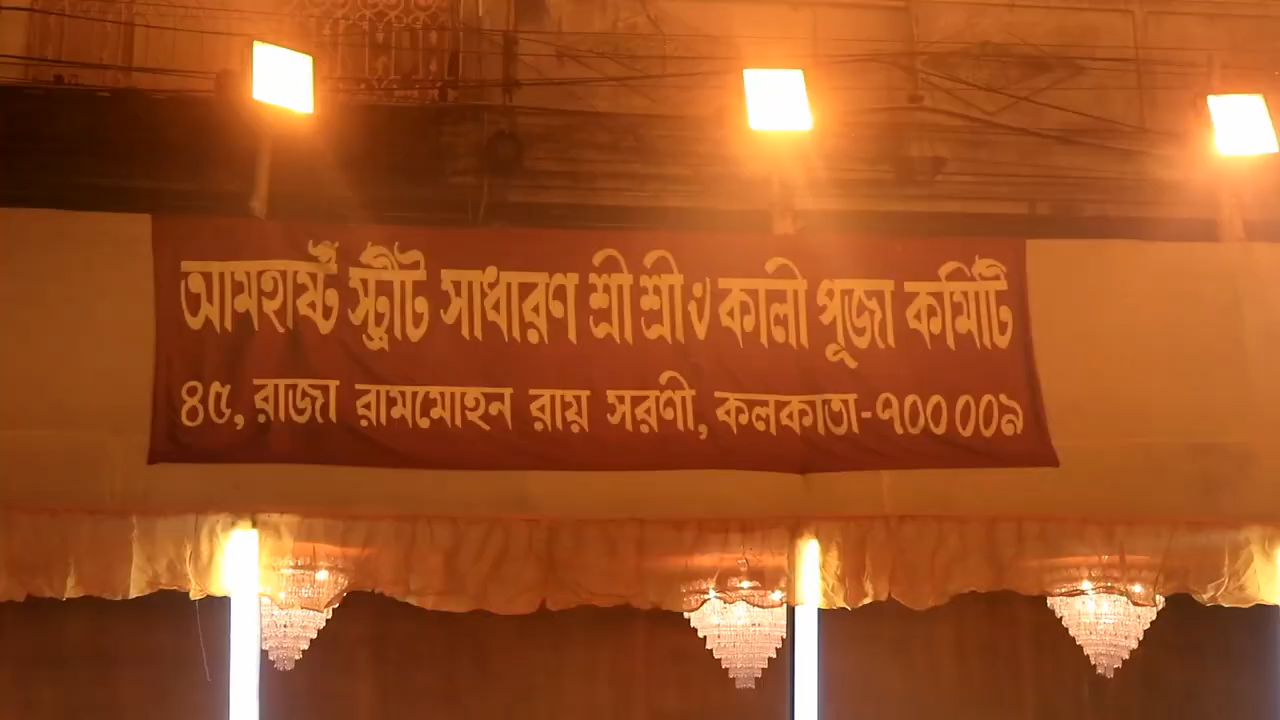 আমহার্ষ্ট স্ট্রীট সাধারণ শ্রী শ্রী৺ কালী পূজা কমিটি
৪৫, রাজা রামমোহন রায় সরণী, কলকাতা-৭০০ ০০৯